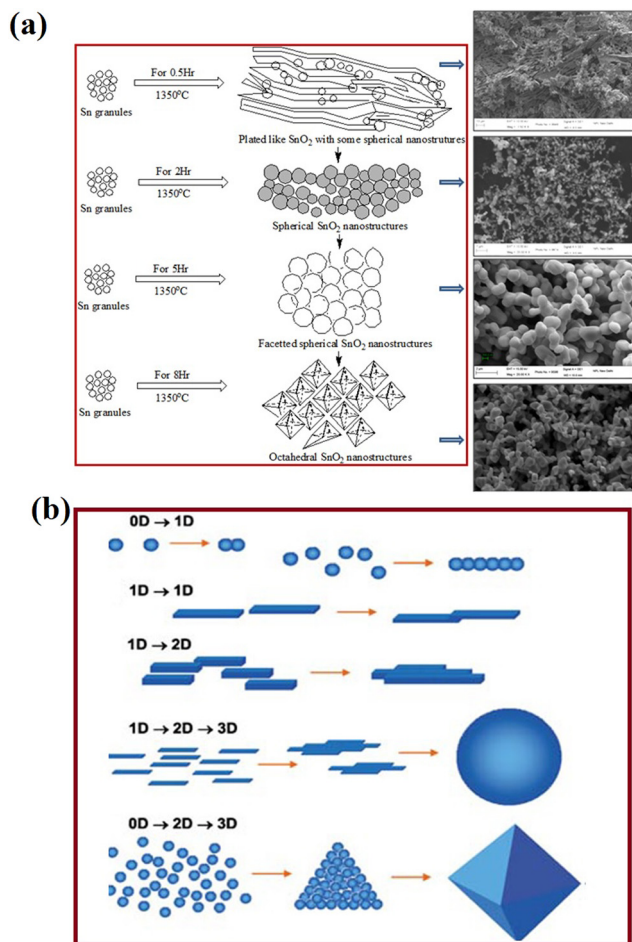 (a)
For 0.5Hr
1350°C
Sn granules
Plated like SnO2 with some spherical nanostrutures
For 2Hr
1350°C
Sn granules
Spherical SnO2 nanostructures
For 5Hr
1350°C
Sn granules
Facetted spherical SnO2 nanostructures
For 8Hr
1350°C
Sn granules
Octahedral SnO2 nanostructures
(b)
0D → 1D
1D → 1D
1D → 2D
1D → 2D → 3D
0D → 2D → 3D